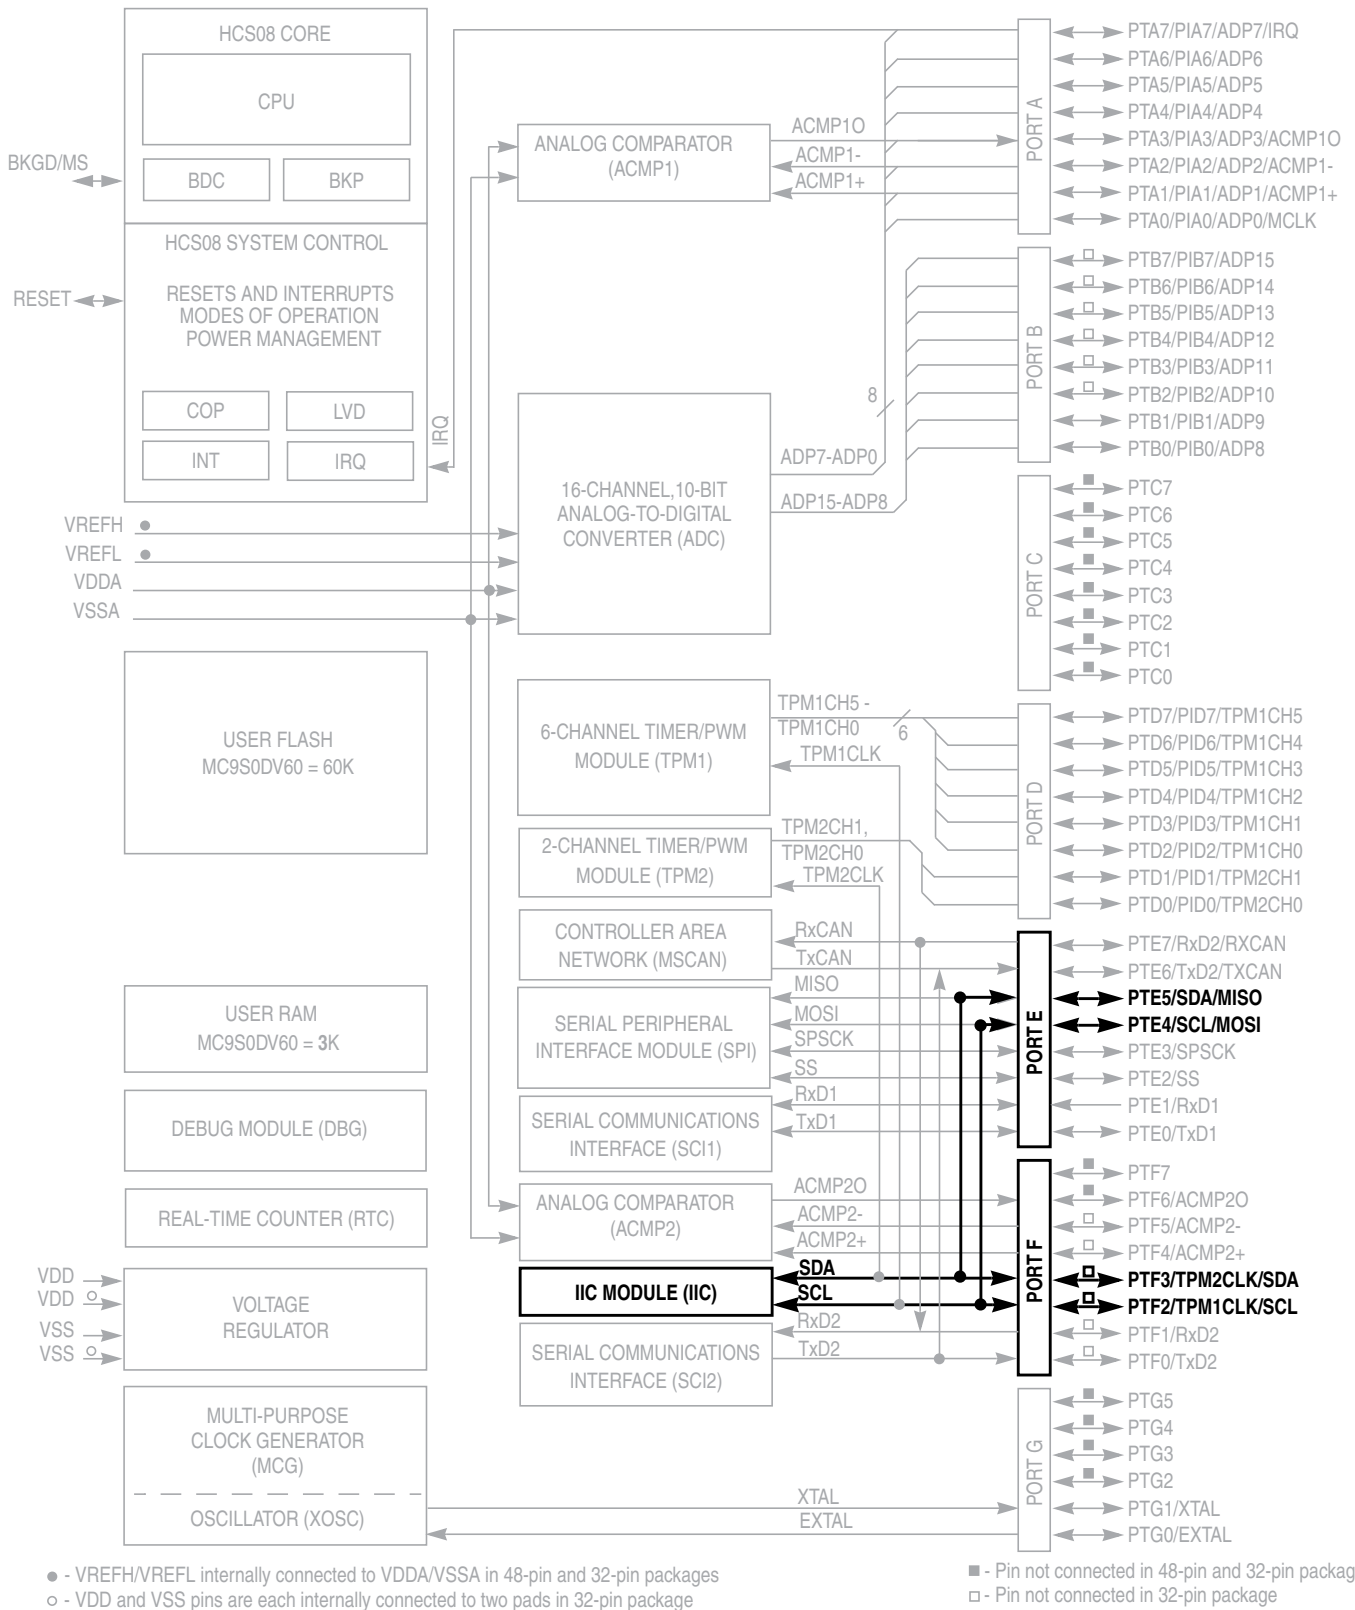 HCS08 CORE
CPU
BDC
BKP
BKGD/MS
HCS08 SYSTEM CONTROL
RESETS AND INTERRUPTS
MODES OF OPERATION
POWER MANAGEMENT
RESET
COP
LVD
INT
IRQ
IRQ
VREFH
VREFL
VDDA
VSSA
USER FLASH
MC9S0DV60 = 60K
USER RAM
MC9S0DV60 = 3K
DEBUG MODULE (DBG)
REAL-TIME COUNTER (RTC)
VDD
VDD
VSS
VSS
VOLTAGE
REGULATOR
MULTI-PURPOSE
CLOCK GENERATOR
(MCG)
OSCILLATOR (XOSC)
ANALOG COMPARATOR
(ACMP1)
ACMP1O
ACMP1-
ACMP1+
16-CHANNEL,10-BIT
ANALOG-TO-DIGITAL
CONVERTER (ADC)
8
ADP7-ADP0
ADP15-ADP8
6-CHANNEL TIMER/PWM
MODULE (TPM1)
TPM1CH5 -
TPM1CH0
6
TPM1CLK
2-CHANNEL TIMER/PWM
MODULE (TPM2)
TPM2CH1,
TPM2CH0
TPM2CLK
CONTROLLER AREA
NETWORK (MSCAN)
RxCAN
TxCAN
SERIAL PERIPHERAL
INTERFACE MODULE (SPI)
MISO
MOSI
SPSCK
SS
SERIAL COMMUNICATIONS
INTERFACE (SCI1)
RxD1
TxD1
ANALOG COMPARATOR
(ACMP2)
ACMP2O
ACMP2-
ACMP2+
IIC MODULE (IIC)
SDA
SCL
SERIAL COMMUNICATIONS
INTERFACE (SCI2)
RxD2
TxD2
XTAL
EXTAL
PORT A
PTA7/PIA7/ADP7/IRQ
PTA6/PIA6/ADP6
PTA5/PIA5/ADP5
PTA4/PIA4/ADP4
PTA3/PIA3/ADP3/ACMP1O
PTA2/PIA2/ADP2/ACMP1-
PTA1/PIA1/ADP1/ACMP1+
PTA0/PIA0/ADP0/MCLK
PORT B
PTB7/PIB7/ADP15
PTB6/PIB6/ADP14
PTB5/PIB5/ADP13
PTB4/PIB4/ADP12
PTB3/PIB3/ADP11
PTB2/PIB2/ADP10
PTB1/PIB1/ADP9
PTB0/PIB0/ADP8
PORT C
PTC7
PTC6
PTC5
PTC4
PTC3
PTC2
PTC1
PTC0
PORT D
PTD7/PID7/TPM1CH5
PTD6/PID6/TPM1CH4
PTD5/PID5/TPM1CH3
PTD4/PID4/TPM1CH2
PTD3/PID3/TPM1CH1
PTD2/PID2/TPM1CH0
PTD1/PID1/TPM2CH1
PTD0/PID0/TPM2CH0
PORT E
PTE7/RxD2/RXCAN
PTE6/TxD2/TXCAN
PTE5/SDA/MISO
PTE4/SCL/MOSI
PTE3/SPSCK
PTE2/SS
PTE1/RxD1
PTE0/TxD1
PORT F
PTF7
PTF6/ACMP2O
PTF5/ACMP2-
PTF4/ACMP2+
PTF3/TPM2CLK/SDA
PTF2/TPM1CLK/SCL
PTF1/RxD2
PTF0/TxD2
PORT G
PTG5
PTG4
PTG3
PTG2
PTG1/XTAL
PTG0/EXTAL
● - VREFH/VREFL internally connected to VDDA/VSSA in 48-pin and 32-pin packages
○ - VDD and VSS pins are each internally connected to two pads in 32-pin package
■ - Pin not connected in 48-pin and 32-pin packag
□ - Pin not connected in 32-pin package